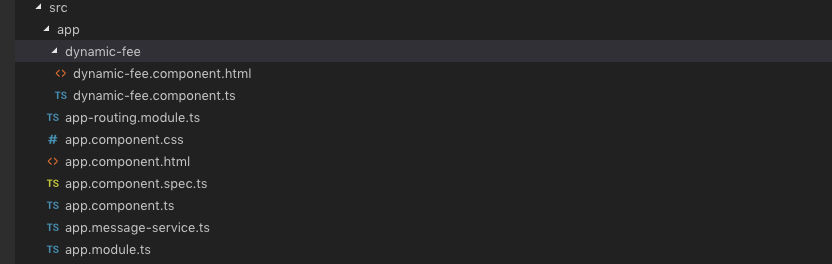 src
app
dynamic-fee
<> dynamic-fee.component.html
TS dynamic-fee.component.ts
TS app-routing.module.ts
# app.component.css
<> app.component.html
TS app.component.spec.ts
TS app.component.ts
TS app.message-service.ts
TS app.module.ts